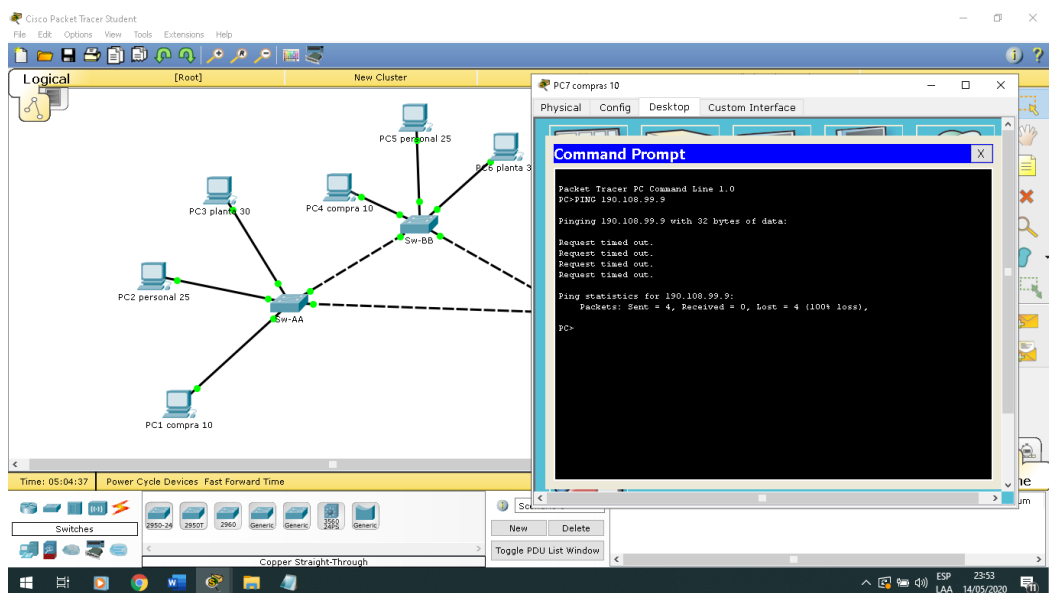 Cisco Packet Tracer Student
File Edit Options View Tools Extensions Help
Logical
[Root]
New Cluster
PC7 compras 10
Physical Config Desktop Custom Interface
Command Prompt
X
Packet Tracer PC Command Line 1.0
PC>PING 190.108.99.9
Pinging 190.108.99.9 with 32 bytes of data:
Request timed out.
Request timed out.
Request timed out.
Request timed out.
Ping statistics for 190.108.99.9:
Packets: Sent = 4, Received = 0, Lost = 4 (100% loss),
PC>
PC5 personal 25
PC6 planta 3
PC4 compra 10
PC3 planta 30
Sw-BB
PC2 personal 25
Sw-AA
PC1 compra 10
Time: 05:04:37 Power Cycle Devices Fast Forward Time
Switches
2950-24 2950T 2960 Generic Generic 3560 24PS Generic
Copper Straight-Through
New Delete
Toggle PDU List Window
ESP 23:53
LAA 14/05/2020